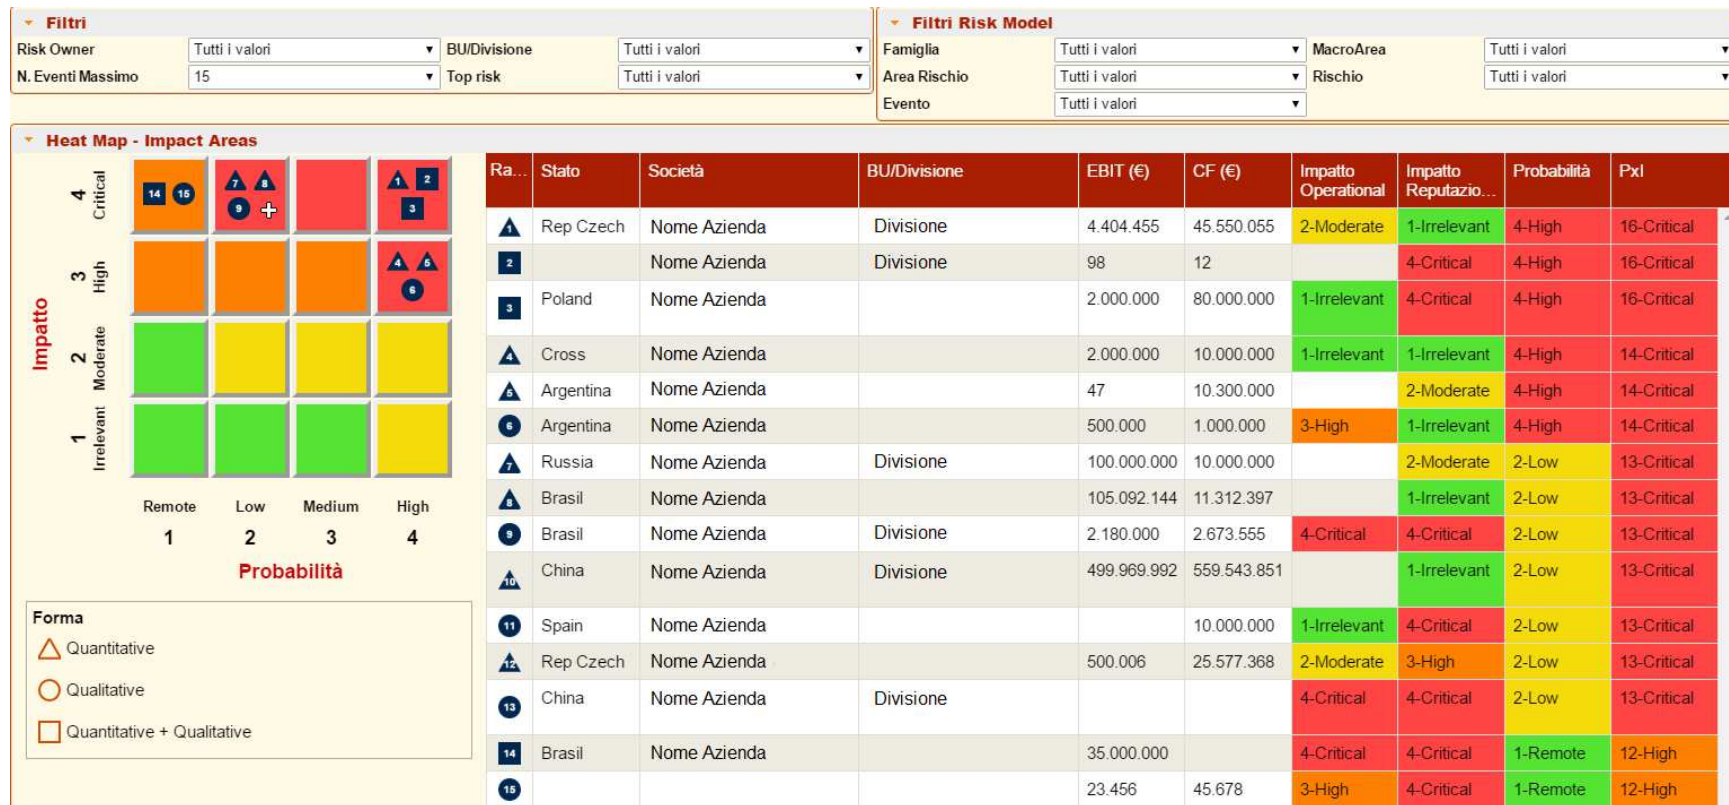 Filtri
Risk Owner Tutti i valori BU/Divisione Tutti i valori
N. Eventi Massimo 15 Top risk Tutti i valori
Filtri Risk Model
Famiglia Tutti i valori MacroArea Tutti i valori
Area Rischio Tutti i valori Rischio Tutti i valori
Evento Tutti i valori
Heat Map - Impact Areas
Impatto
4 Critical
14 15 7 8 9 1 2 3
3 High
4 5 6
2 Moderate
1 Irrelevant
Remote Low Medium High
1 2 3 4
Probabilità
Forma
Quantitative
Qualitative
Quantitative + Qualitative
Ra... Stato Società BU/Divisione EBIT (€) CF (€) Impatto Operational Impatto Reputazio... Probabilità PxI
1 Rep Czech Nome Azienda Divisione 4.404.455 45.550.055 2-Moderate 1-Irrelevant 4-High 16-Critical
2 Nome Azienda Divisione 98 12 4-Critical 4-High 16-Critical
3 Poland Nome Azienda 2.000.000 80.000.000 1-Irrelevant 4-Critical 4-High 16-Critical
4 Cross Nome Azienda 2.000.000 10.000.000 1-Irrelevant 1-Irrelevant 4-High 14-Critical
5 Argentina Nome Azienda 47 10.300.000 2-Moderate 4-High 14-Critical
6 Argentina Nome Azienda 500.000 1.000.000 3-High 1-Irrelevant 4-High 14-Critical
7 Russia Nome Azienda Divisione 100.000.000 10.000.000 2-Moderate 2-Low 13-Critical
8 Brasil Nome Azienda 105.092.144 11.312.397 1-Irrelevant 2-Low 13-Critical
9 Brasil Nome Azienda Divisione 2.180.000 2.673.555 4-Critical 4-Critical 2-Low 13-Critical
10 China Nome Azienda Divisione 499.969.992 559.543.851 1-Irrelevant 2-Low 13-Critical
11 Spain Nome Azienda 10.000.000 1-Irrelevant 4-Critical 2-Low 13-Critical
12 Rep Czech Nome Azienda 500.006 25.577.368 2-Moderate 3-High 2-Low 13-Critical
13 China Nome Azienda Divisione 4-Critical 4-Critical 2-Low 13-Critical
14 Brasil Nome Azienda 35.000.000 4-Critical 4-Critical 1-Remote 12-High
15 23.456 45.678 3-High 4-Critical 1-Remote 12-High